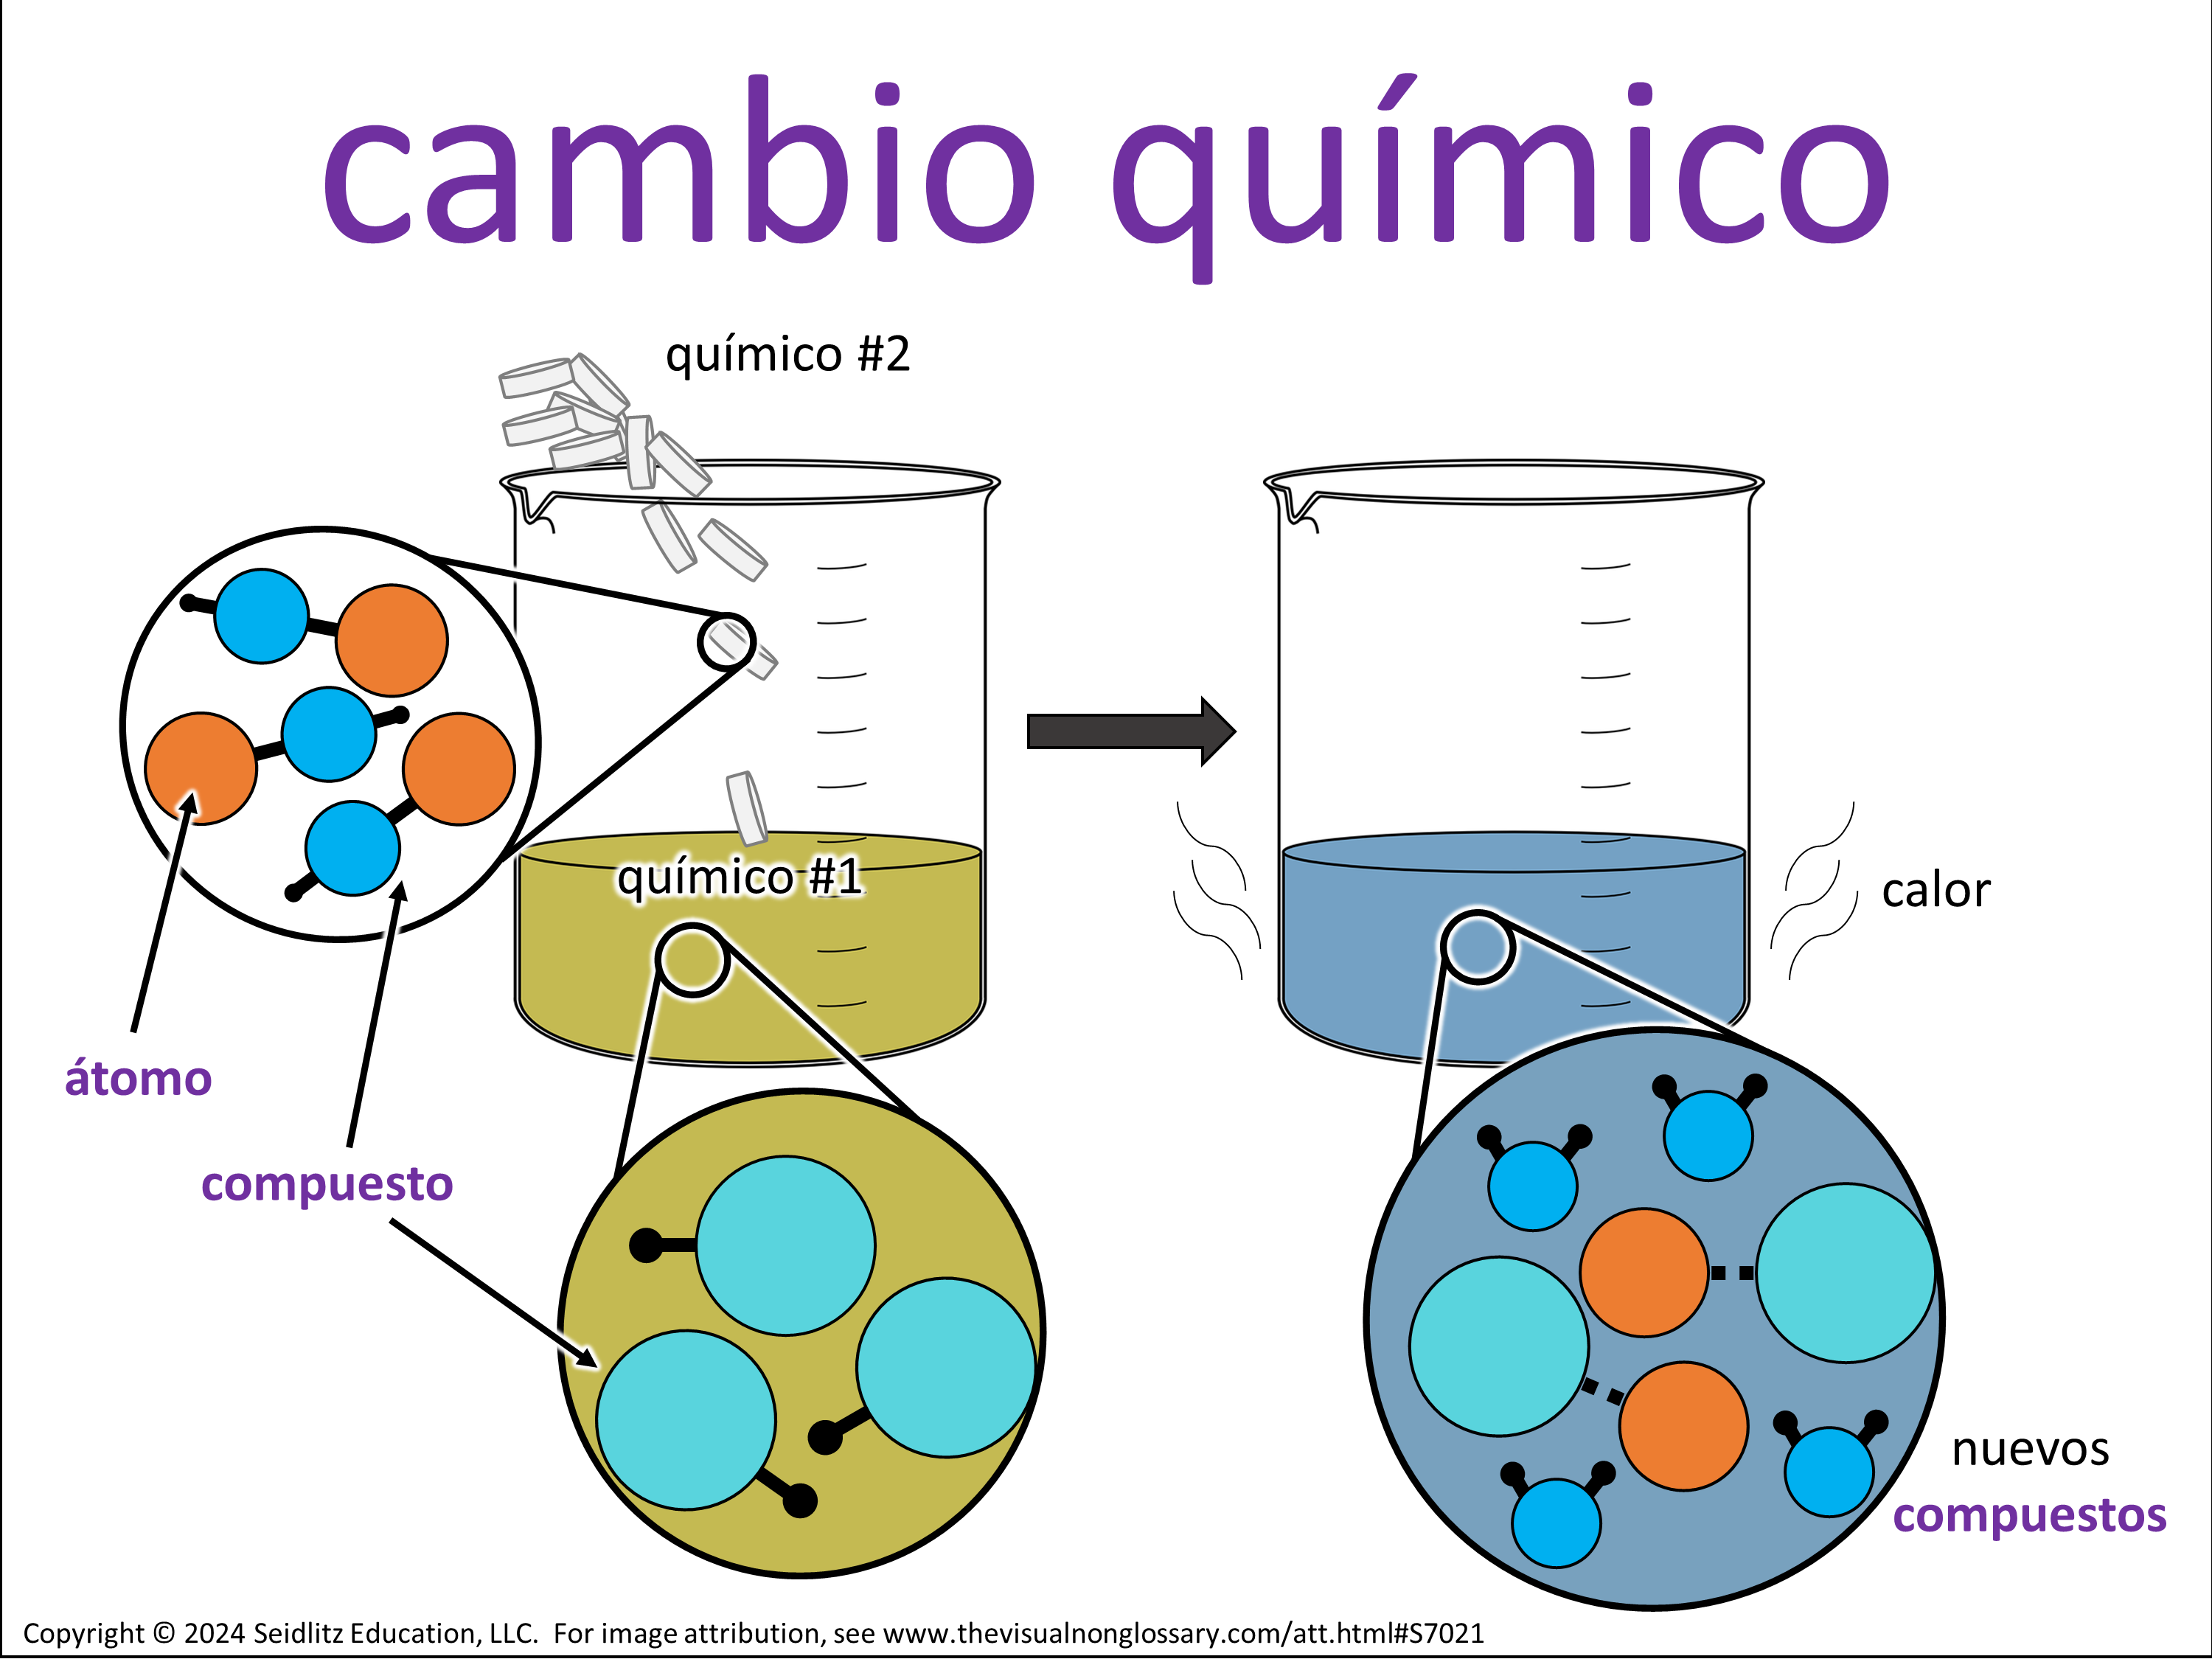 cambio químico
químico #2
químico #1
calor
átomo
compuesto
nuevos
compuestos
Copyright © 2024 Seidlitz Education, LLC.  For image attribution, see www.thevisualnonglossary.com/att.html#S7021